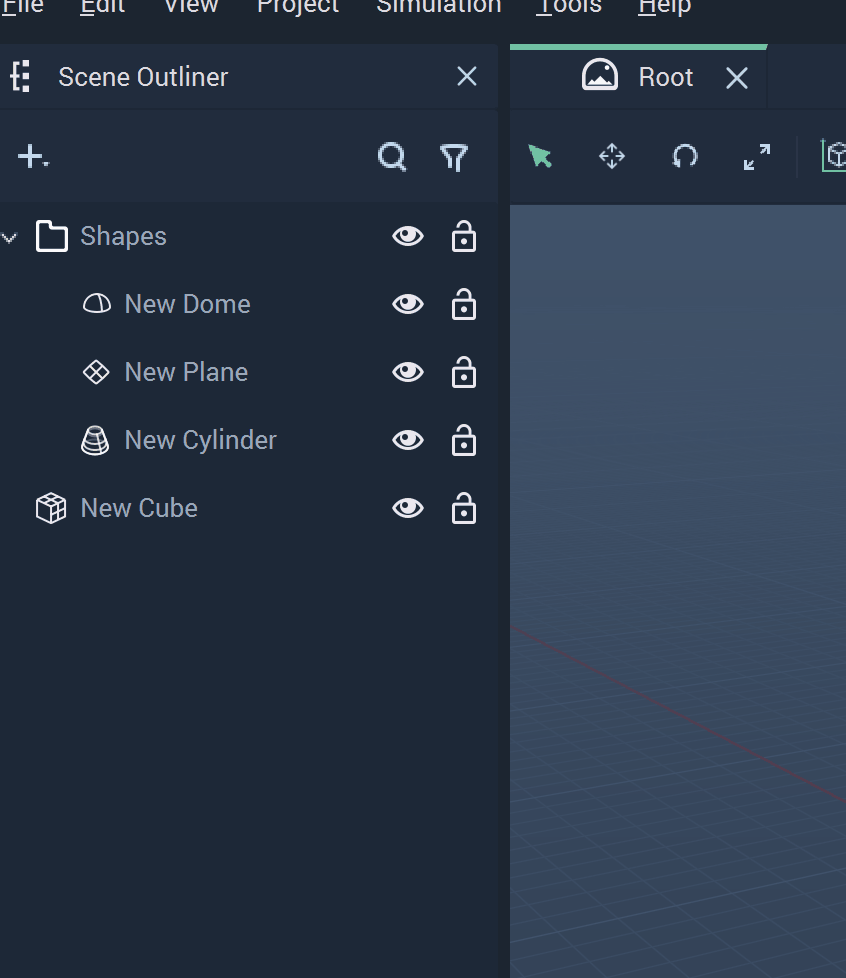 File Edit View Project Simulation Tools Help
Scene Outliner
Root
Shapes
New Dome
New Plane
New Cylinder
New Cube